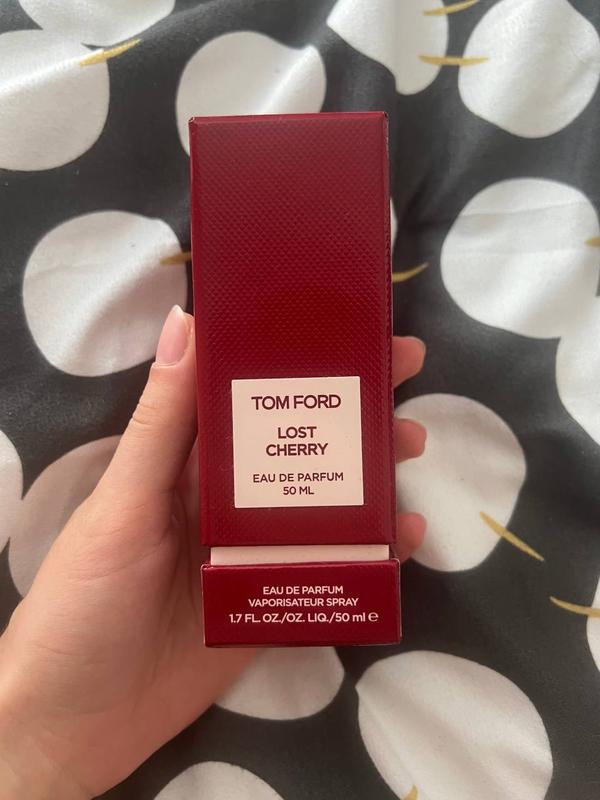 TOM FORD
LOST
CHERRY
EAU DE PARFUM
50 ML
EAU DE PARFUM
VAPORISATEUR SPRAY
1.7 FL. OZ./OZ. LIQ./50 ml ℮